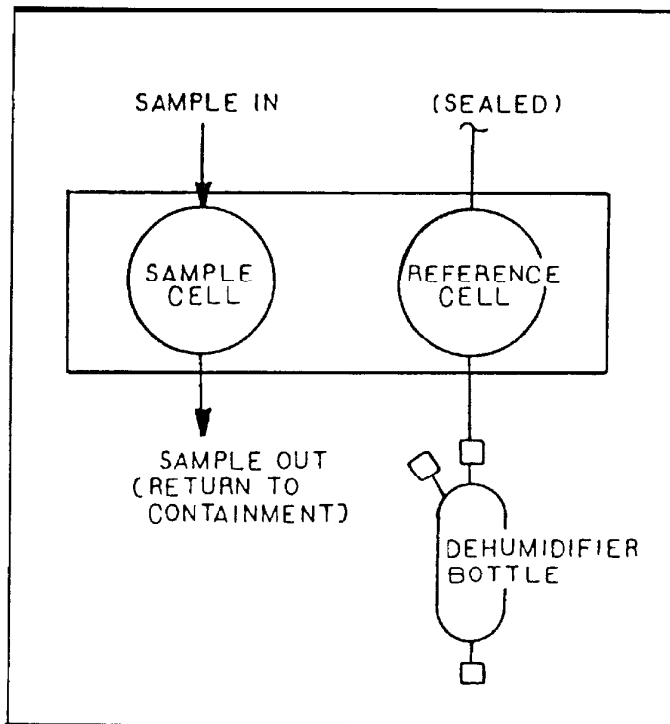 SAMPLE IN
(SEALED)
SAMPLE
CELL
REFERENCE
CELL
SAMPLE OUT
(RETURN TO
CONTAINMENT)
DEHUMIDIFIER
BOTTLE